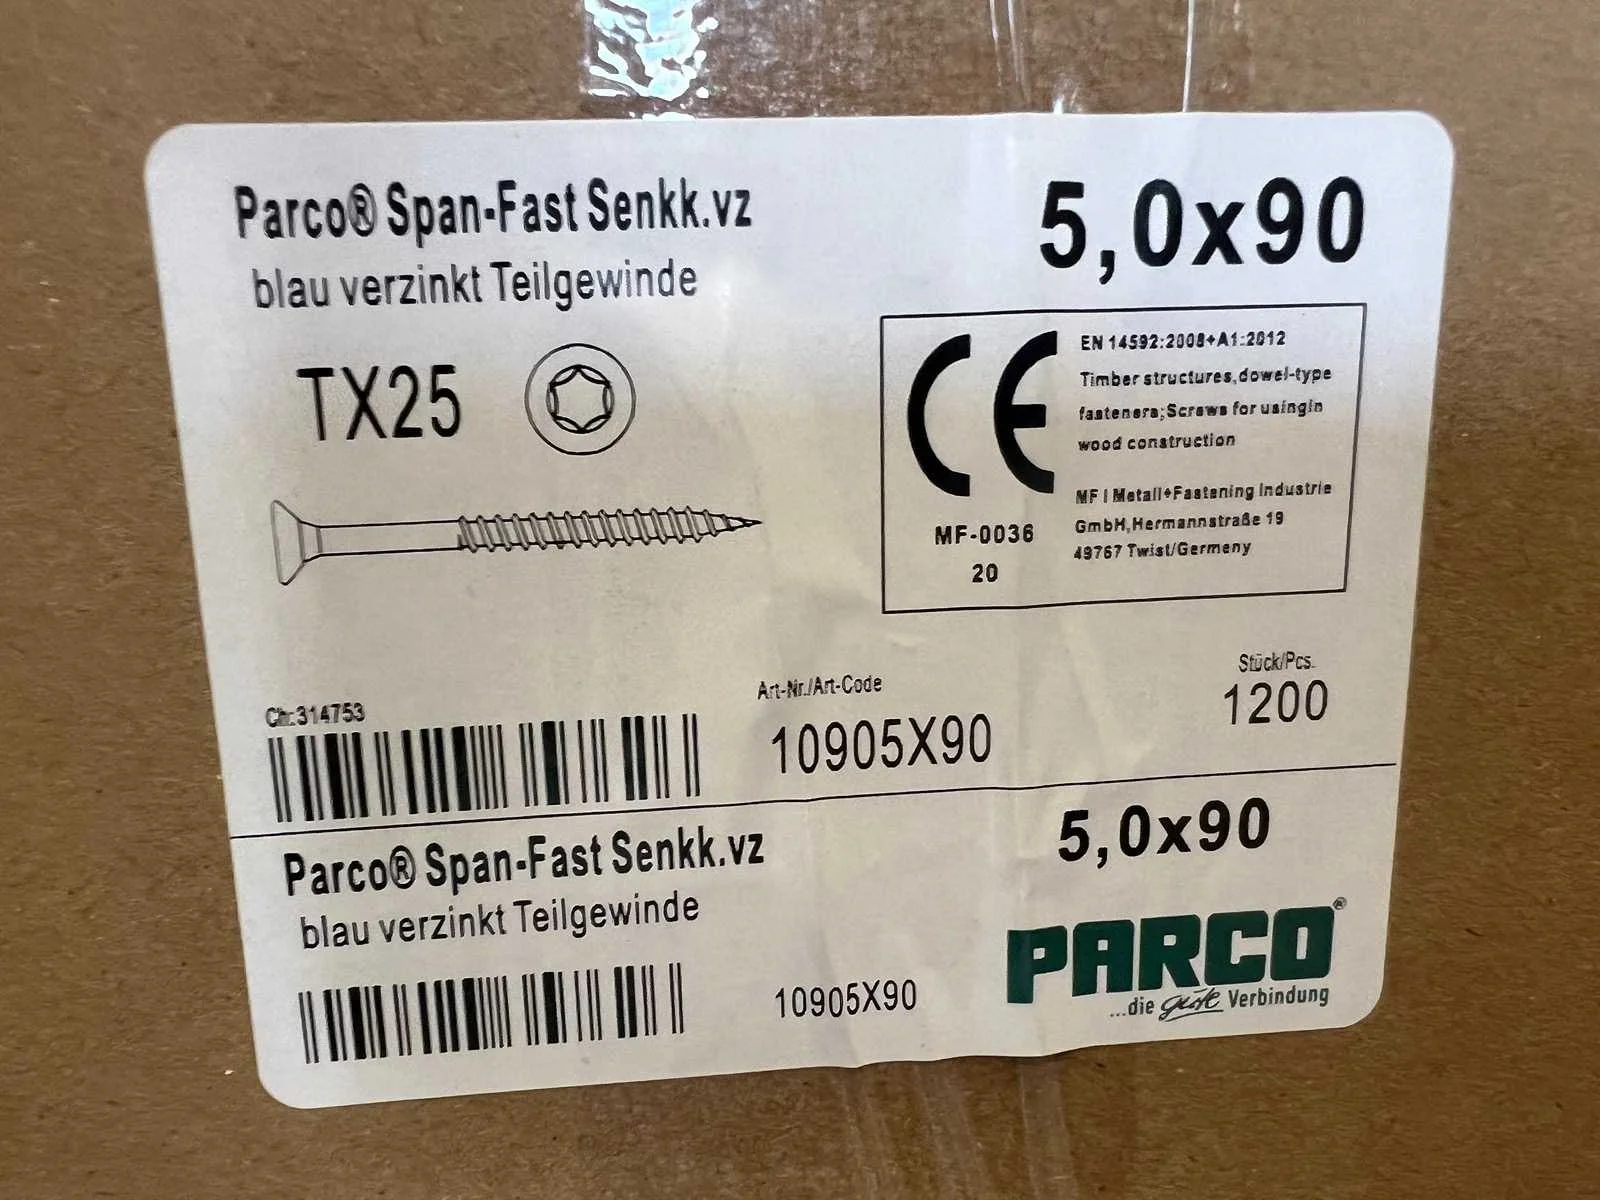 Parco® Span-Fast Senkk.vz
5,0x90
blau verzinkt Teilgewinde
TX25
CE
EN 14592:2008+A1:2012
Timber structures,dowel-type
fasteners;Screws for usingin
wood construction
MF I Metall+Fastening Industrie
GmbH,Hermannstraße 19
49767 Twist/Germeny
MF-0036
20
Ch:314753
Art-Nr./Art-Code
10905X90
Stück/Pcs.
1200
Parco® Span-Fast Senkk.vz
5,0x90
blau verzinkt Teilgewinde
10905X90
PARCO®
...die gute Verbindung